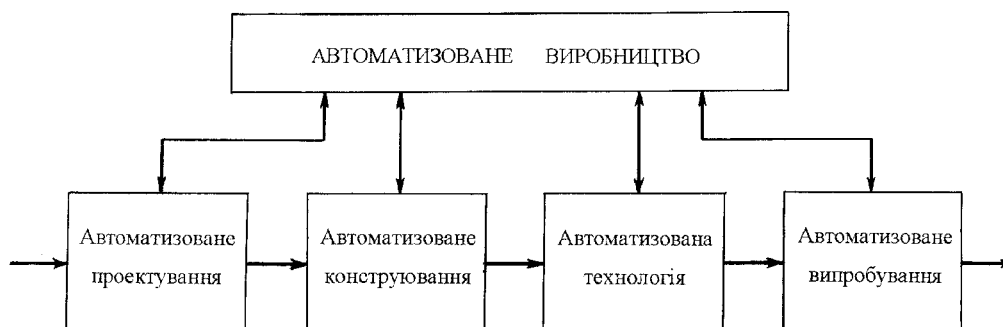 АВТОМАТИЗОВАНЕ ВИРОБНИЦТВО
Автоматизоване
проектування
Автоматизоване
конструювання
Автоматизована
технологія
Автоматизоване
випробування